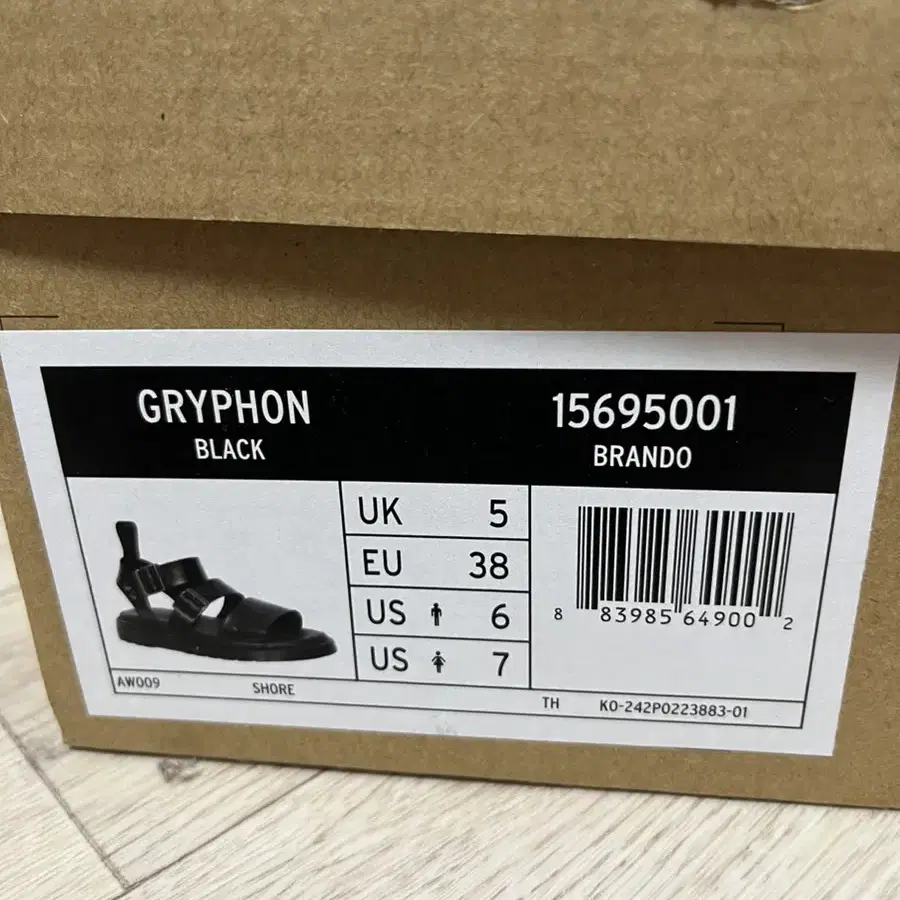 GRYPHON
BLACK
15695001
BRANDO
UK 5
EU 38
US 6
US 7
8 83985 64900 2
AW009
SHORE
TH
KO-242P0223883-01